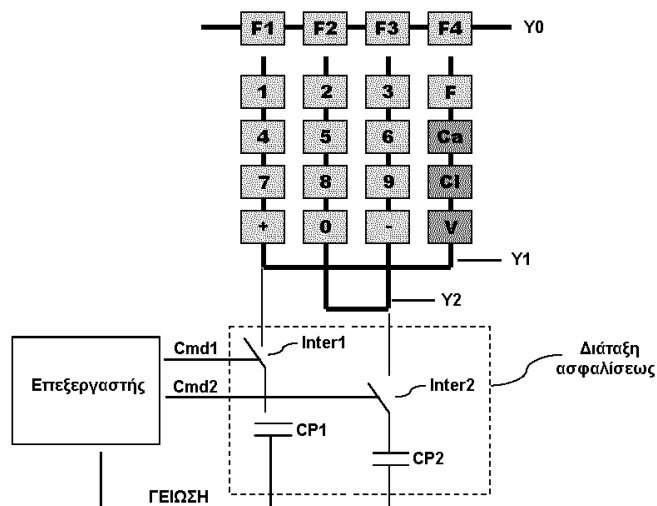 F1 F2 F3 F4 Y0
1 2 3 F
4 5 6 Ca
7 8 9 Cl
+ 0 - V
Y1
Y2
Cmd1 Inter1 Διάταξη
ασφαλίσεως
Επεξεργαστής
Cmd2 Inter2
CP1
CP2
ΓΕΙΩΣΗ